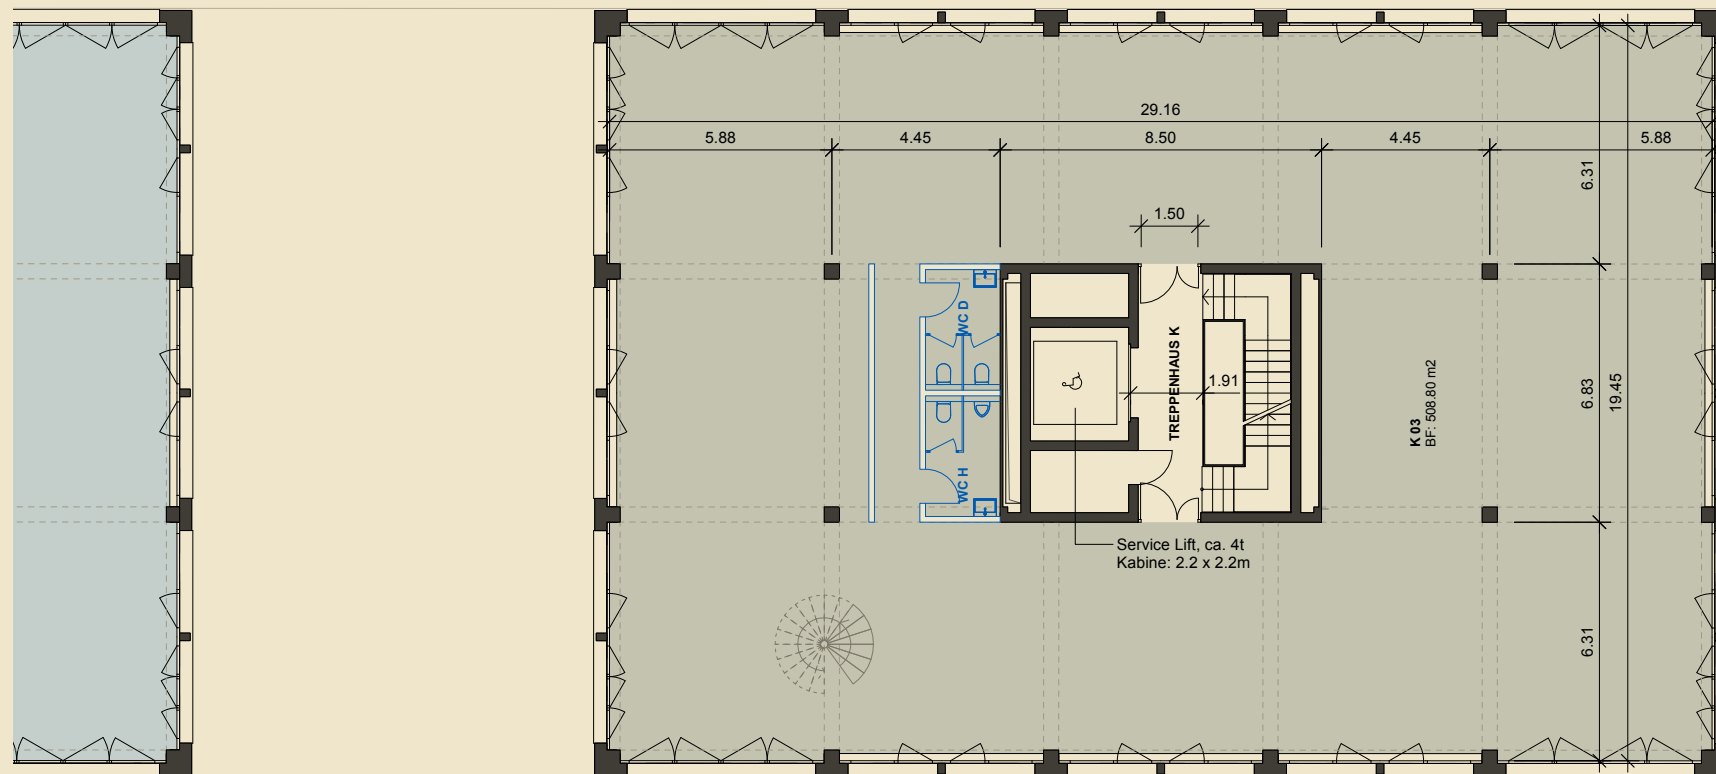 29.16
5.88
4.45
8.50
4.45
5.88
6.31
1.50
WC D
TREPPENHAUS K
1.91
K 03
BF: 508.80 m2
6.83
19.45
WC H
Service Lift, ca. 4t
Kabine: 2.2 x 2.2m
6.31